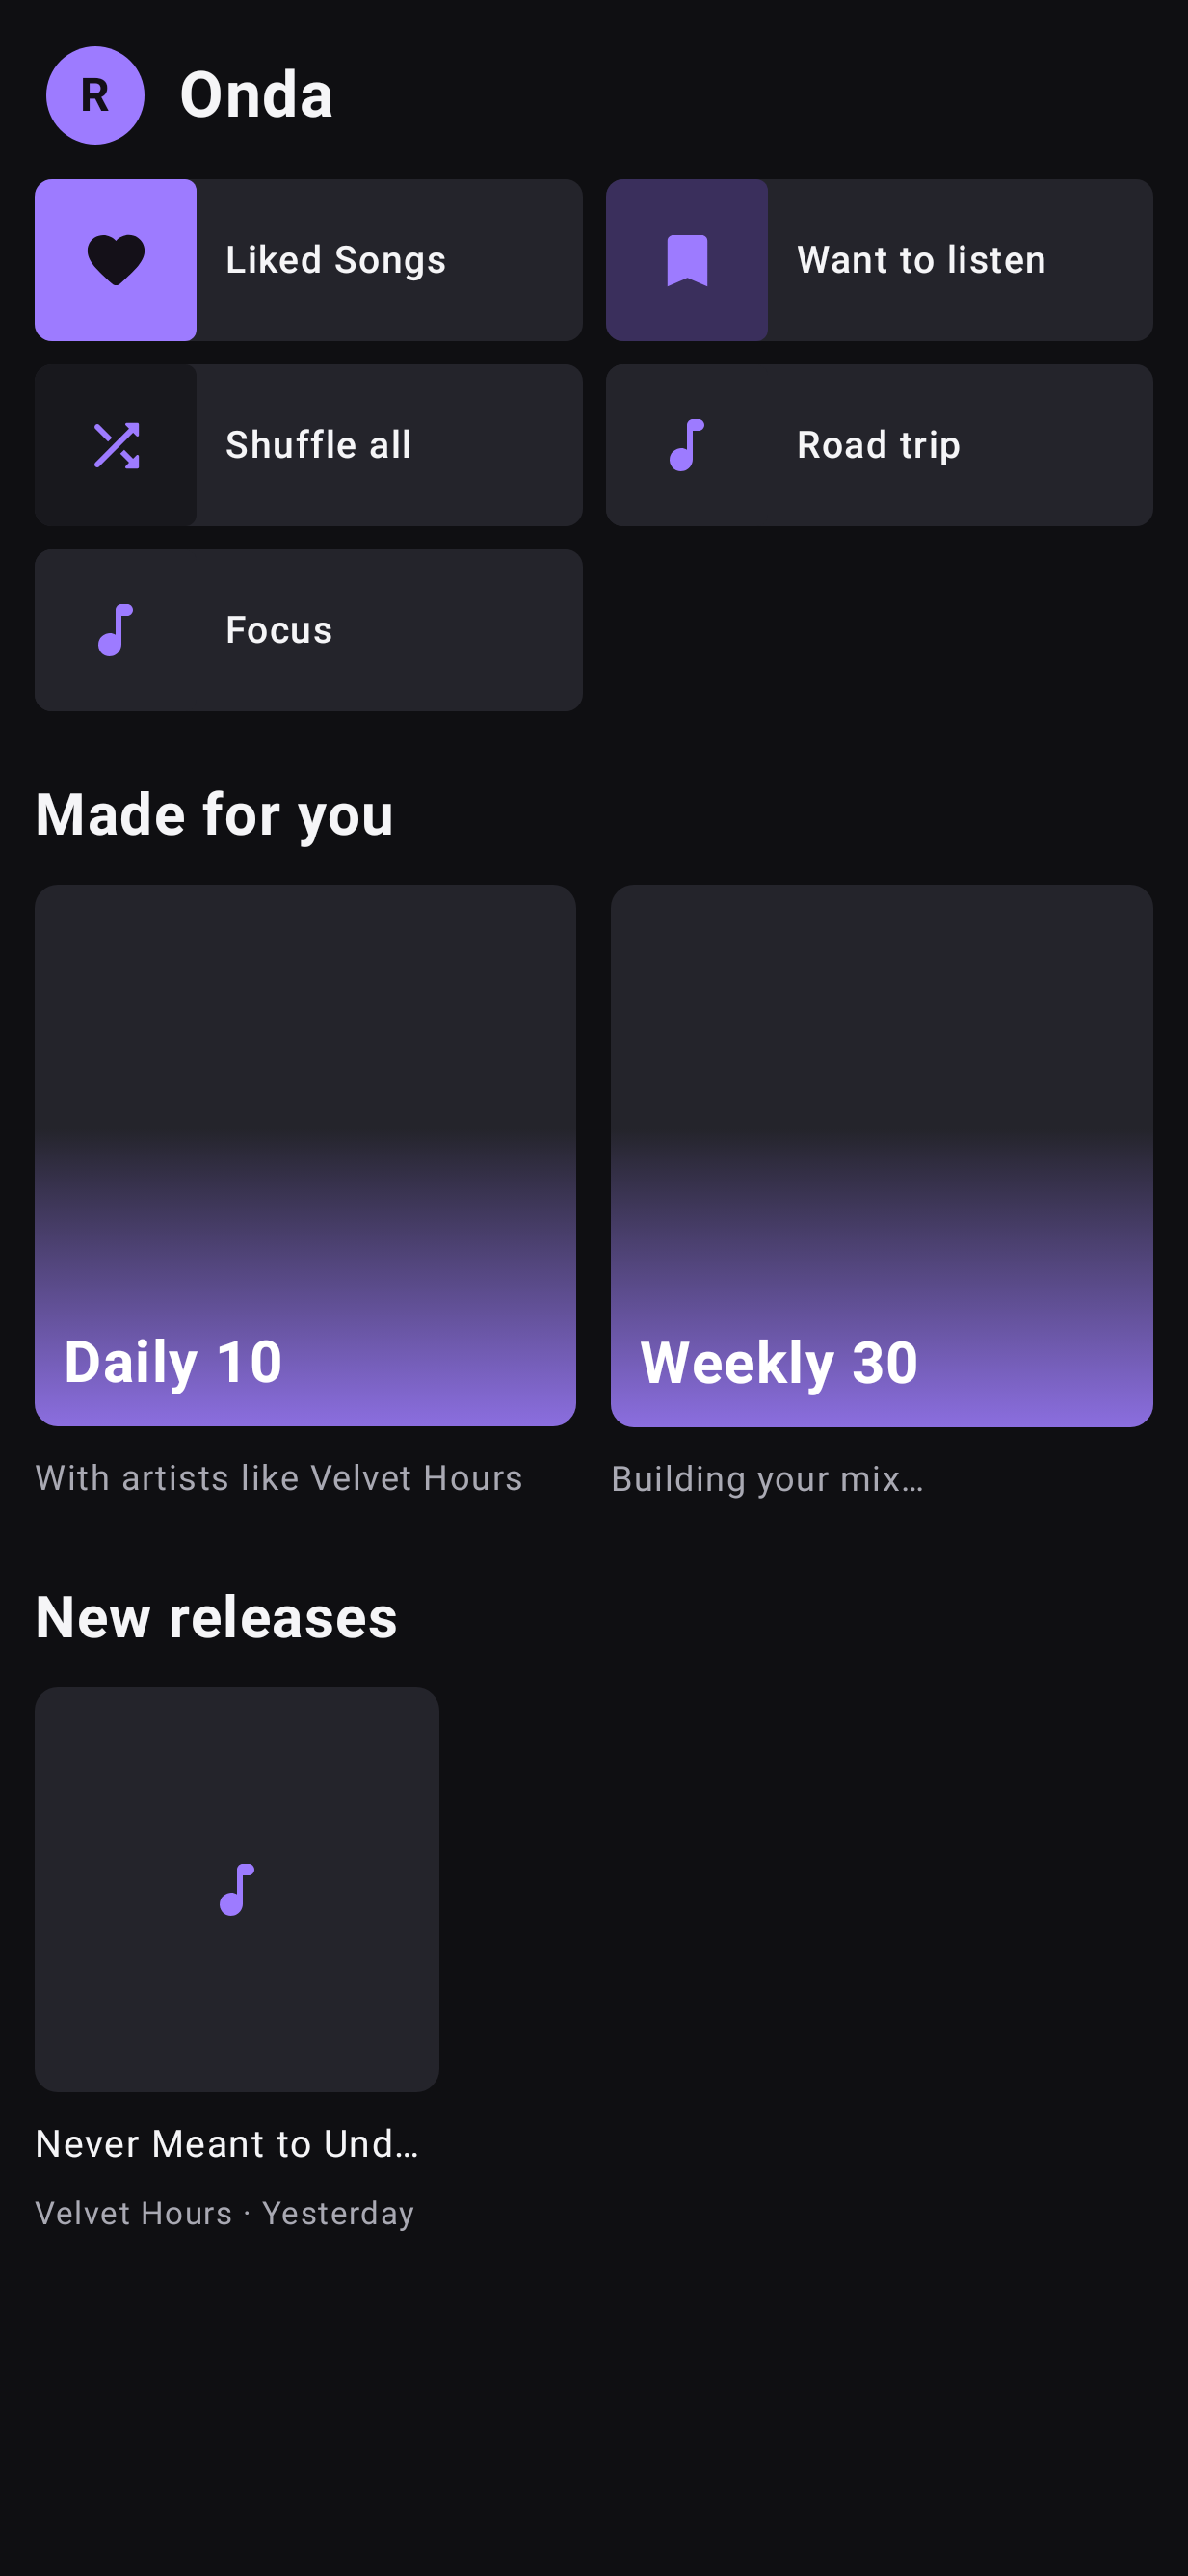 R
Onda
Liked Songs
Want to listen
Shuffle all
Road trip
Focus
Made for you
Daily 10
Weekly 30
With artists like Velvet Hours
Building your mix…
New releases
Never Meant to Und…
Velvet Hours · Yesterday